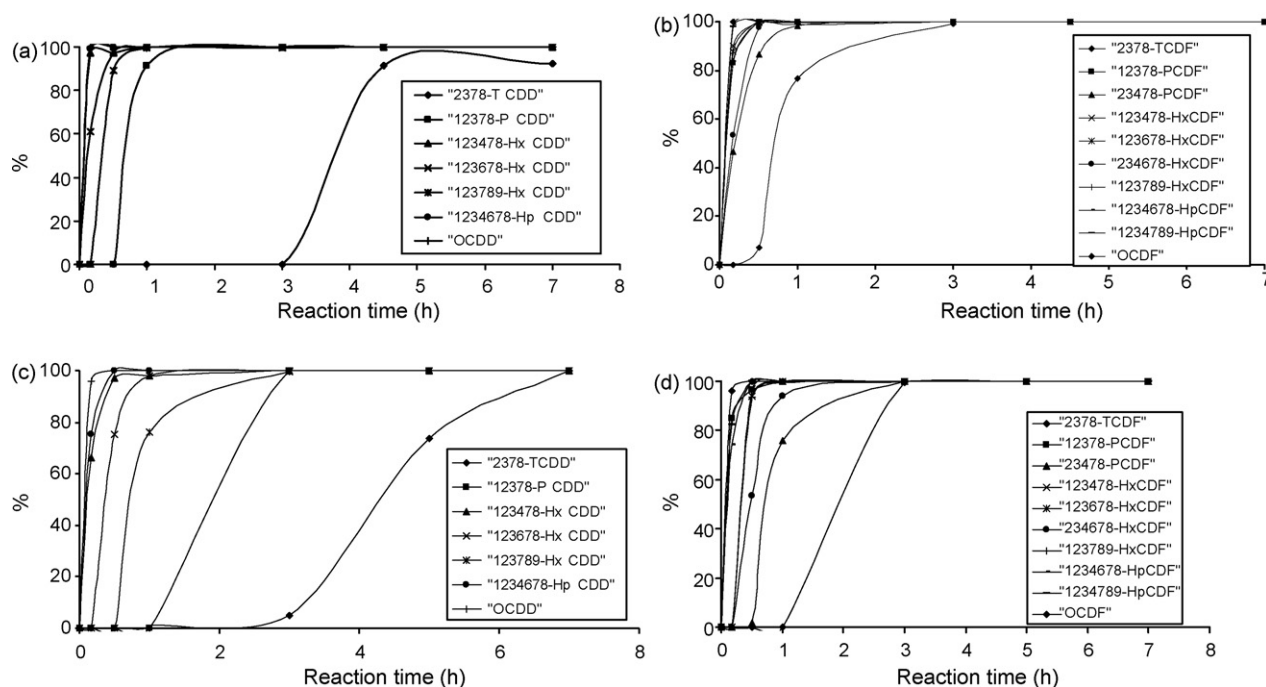 (a)
100
80
60
40
20
0
%
0 1 2 3 4 5 6 7 8
Reaction time (h)
"2378-T CDD"
"12378-P CDD"
"123478-Hx CDD"
"123678-Hx CDD"
"123789-Hx CDD"
"1234678-Hp CDD"
"OCDD"
(b)
100
80
60
40
20
0
%
0 1 2 3 4 5 6 7
Reaction time (h)
"2378-TCDF"
"12378-PCDF"
"23478-PCDF"
"123478-HxCDF"
"123678-HxCDF"
"234678-HxCDF"
"123789-HxCDF"
"1234678-HpCDF"
"1234789-HpCDF"
"OCDF"
(c)
100
80
60
40
20
0
%
0 2 4 6 8
Reaction time (h)
"2378-TCDD"
"12378-P CDD"
"123478-Hx CDD"
"123678-Hx CDD"
"123789-Hx CDD"
"1234678-Hp CDD"
"OCDD"
(d)
100
80
60
40
20
0
%
0 1 2 3 4 5 6 7 8
Reaction time (h)
"2378-TCDF"
"12378-PCDF"
"23478-PCDF"
"123478-HxCDF"
"123678-HxCDF"
"234678-HxCDF"
"123789-HxCDF"
"1234678-HpCDF"
"1234789-HpCDF"
"OCDF"